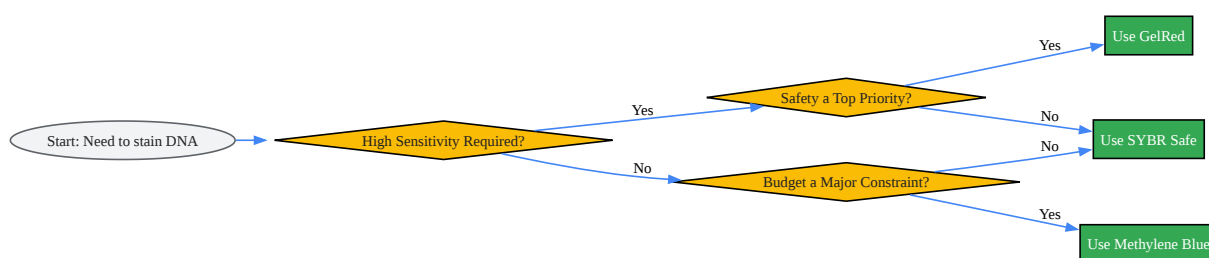 Start: Need to stain DNA
High Sensitivity Required?
Yes
No
Safety a Top Priority?
Budget a Major Constraint?
Yes
No
No
Yes
Use GelRed
Use SYBR Safe
Use Methylene Blue